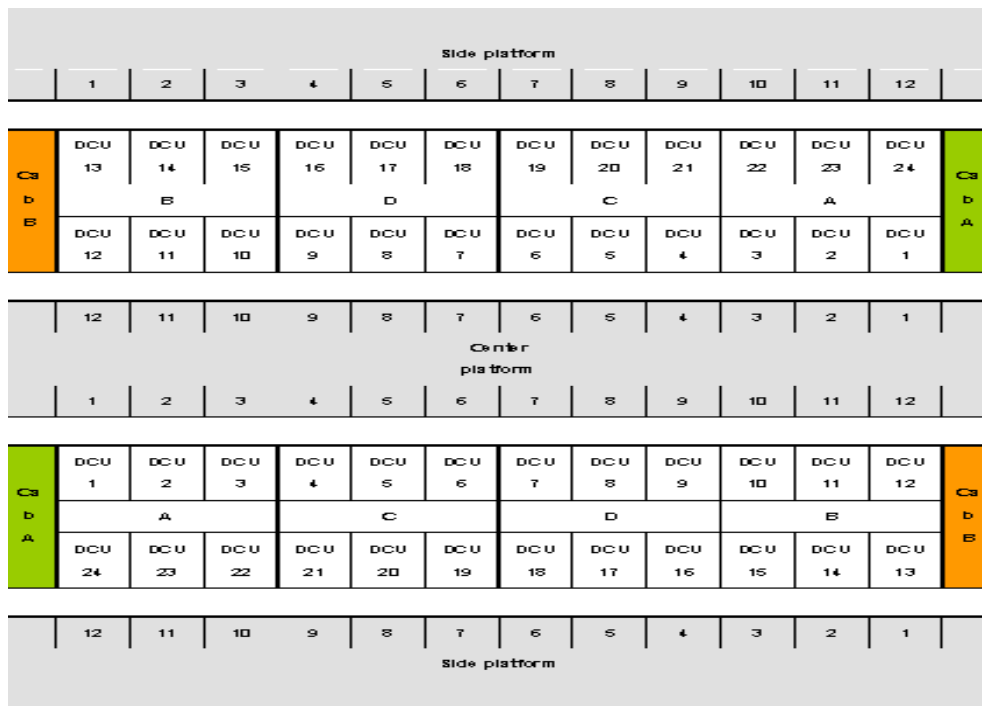 Side platform
1 2 3 4 5 6 7 8 9 10 11 12
DCU DCU DCU DCU DCU DCU DCU DCU DCU DCU DCU DCU
13 14 15 16 17 18 19 20 21 22 23 24
Ca Ca
b B D C A b
B A
DCU DCU DCU DCU DCU DCU DCU DCU DCU DCU DCU DCU
12 11 10 9 8 7 6 5 4 3 2 1
12 11 10 9 8 7 6 5 4 3 2 1
Center
platform
1 2 3 4 5 6 7 8 9 10 11 12
DCU DCU DCU DCU DCU DCU DCU DCU DCU DCU DCU DCU
1 2 3 4 5 6 7 8 9 10 11 12
Ca Ca
b A C D B b
A B
DCU DCU DCU DCU DCU DCU DCU DCU DCU DCU DCU DCU
24 23 22 21 20 19 18 17 16 15 14 13
12 11 10 9 8 7 6 5 4 3 2 1
Side platform